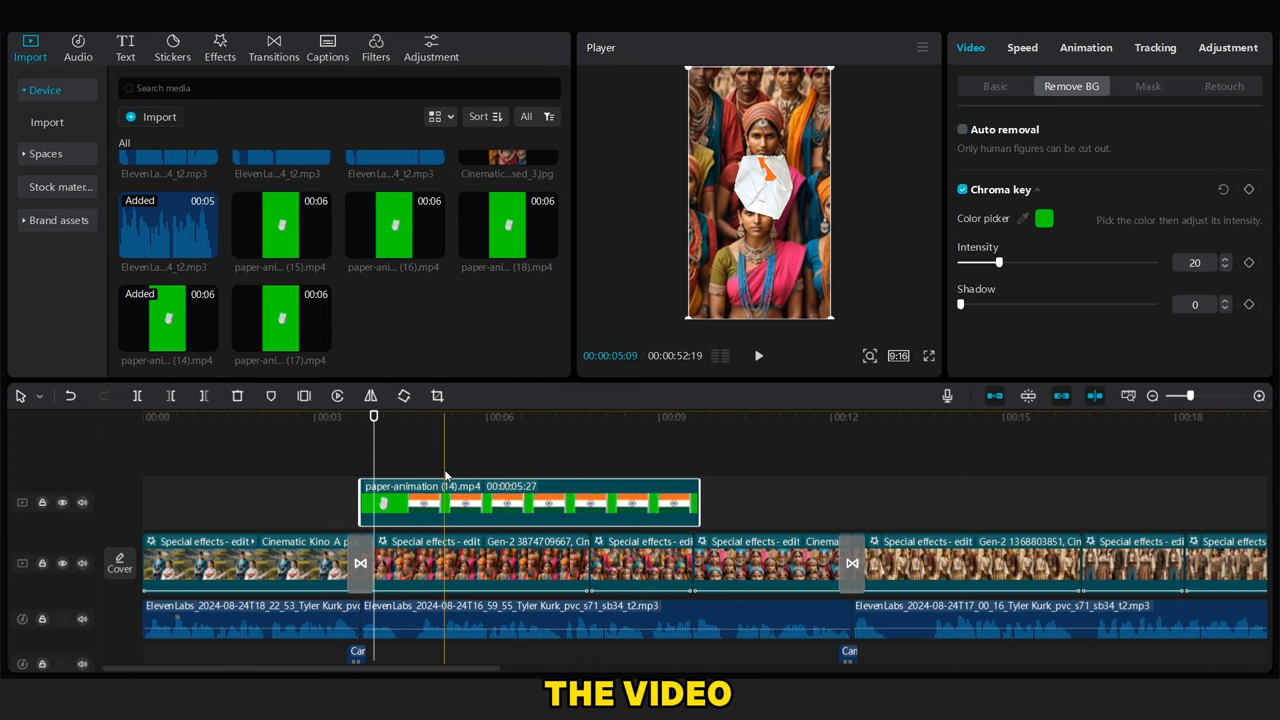 Import
Audio
Text
Stickers
Effects
Transitions
Captions
Filters
Adjustment
Device
Import
Spaces
Stock mater...
Brand assets
Search media
Import
Sort
All
All
ElevenLa...4_t2.mp3
ElevenLa...4_t2.mp3
ElevenLa...4_t2.mp3
Cinematic...sed_3.jpg
Added 00:05
00:06
00:06
00:06
ElevenLa...4_t2.mp3
paper-ani... (15).mp4
paper-ani... (16).mp4
paper-ani... (18).mp4
Added 00:06
00:06
paper-ani... (14).mp4
paper-ani... (17).mp4
Player
00:00:05:09 00:00:52:19
9:16
Video Speed Animation Tracking Adjustment
Basic Remove BG Mask Retouch
Auto removal
Only human figures can be cut out.
Chroma key
Color picker Pick the color then adjust its intensity.
Intensity
20
Shadow
0
00:00 00:03 00:06 00:09 00:12 00:15 00:18
paper-animation (14).mp4 00:00:05:27
Cover
Special effects - edit Cinematic Kino A p
Special effects - edit Gen-2 3874709667, Cin
Special effects - edit
Special effects - edit Cinema
Special effects - edit Gen-2 1368803851, Cin
Special effects - edit
Special effects
ElevenLabs_2024-08-24T18_22_53_Tyler Kurk_pvc
ElevenLabs_2024-08-24T16_59_55_Tyler Kurk_pvc_s71_sb34_t2.mp3
ElevenLabs_2024-08-24T17_00_16_Tyler Kurk_pvc_s71_sb34_t2.mp3
Car
Can
THE VIDEO